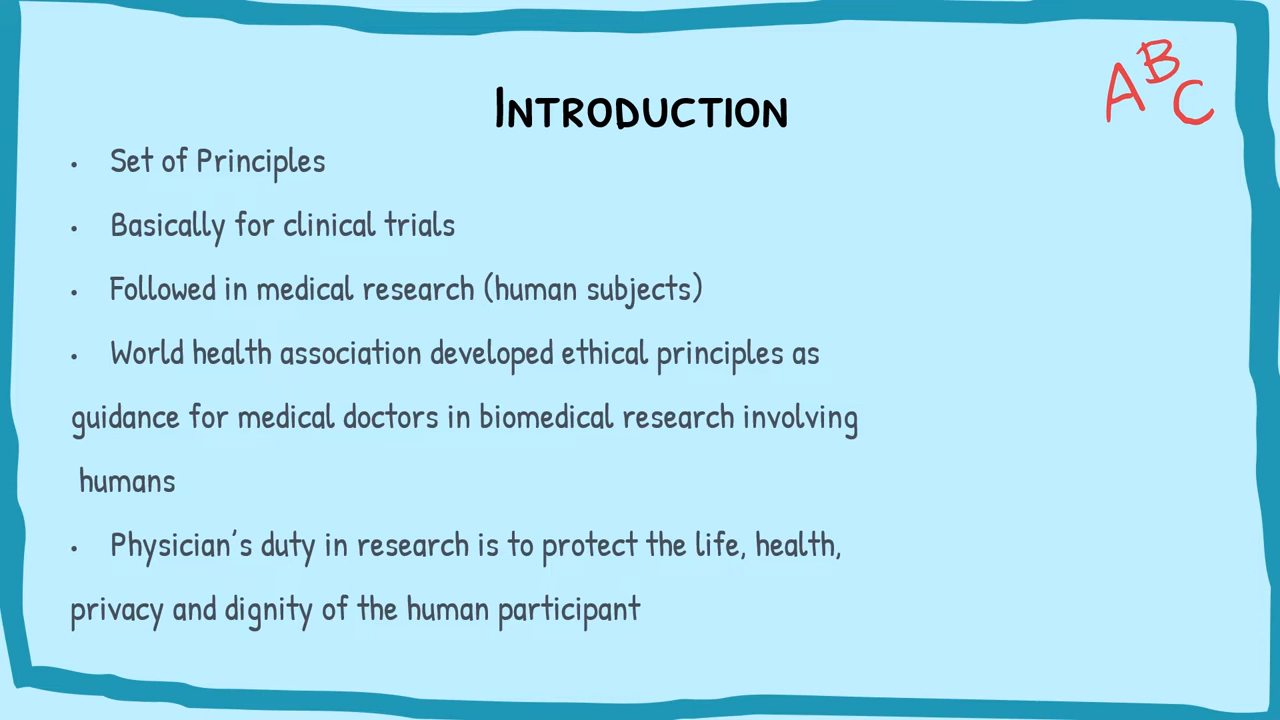 INTRODUCTION
A B C
• Set of Principles
• Basically for clinical trials
• Followed in medical research (human subjects)
• World health association developed ethical principles as
guidance for medical doctors in biomedical research involving
humans
• Physician's duty in research is to protect the life, health,
privacy and dignity of the human participant